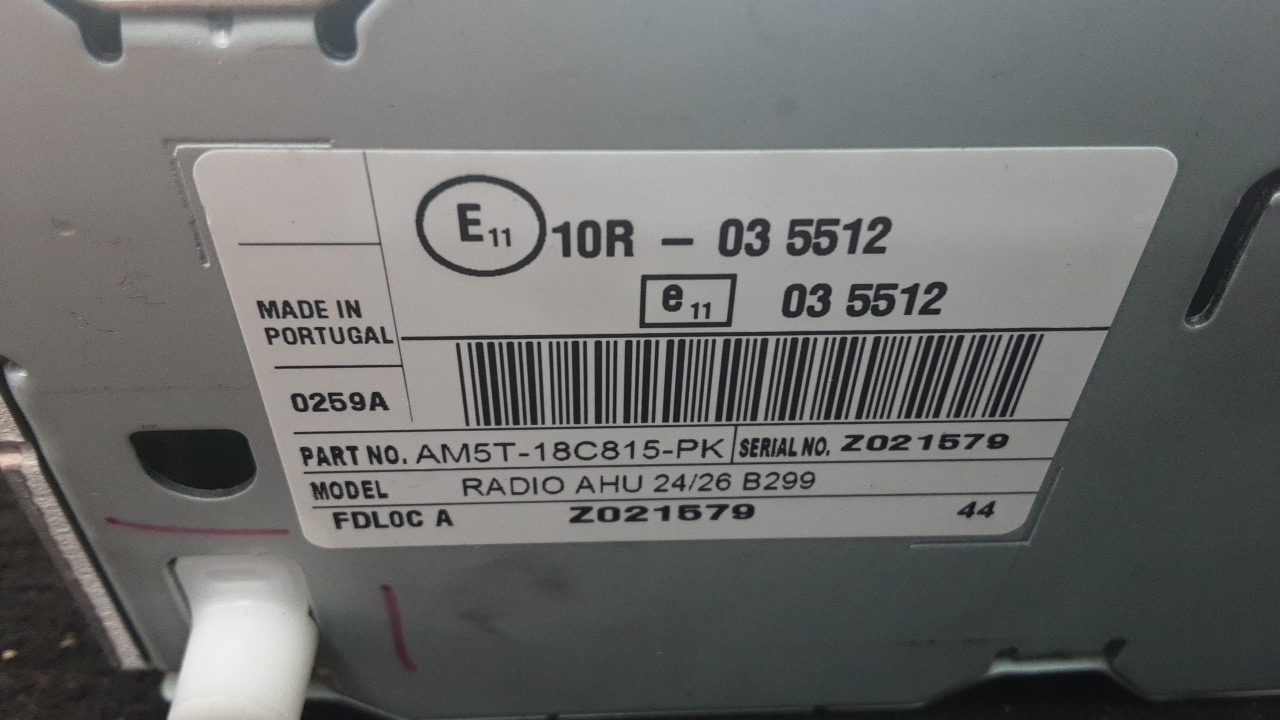 E11 10R - 03 5512
e11 03 5512
MADE IN
PORTUGAL
0259A
PART NO. AM5T-18C815-PK SERIAL NO. Z021579
MODEL RADIO AHU 24/26 B299
FDL0C A Z021579 44